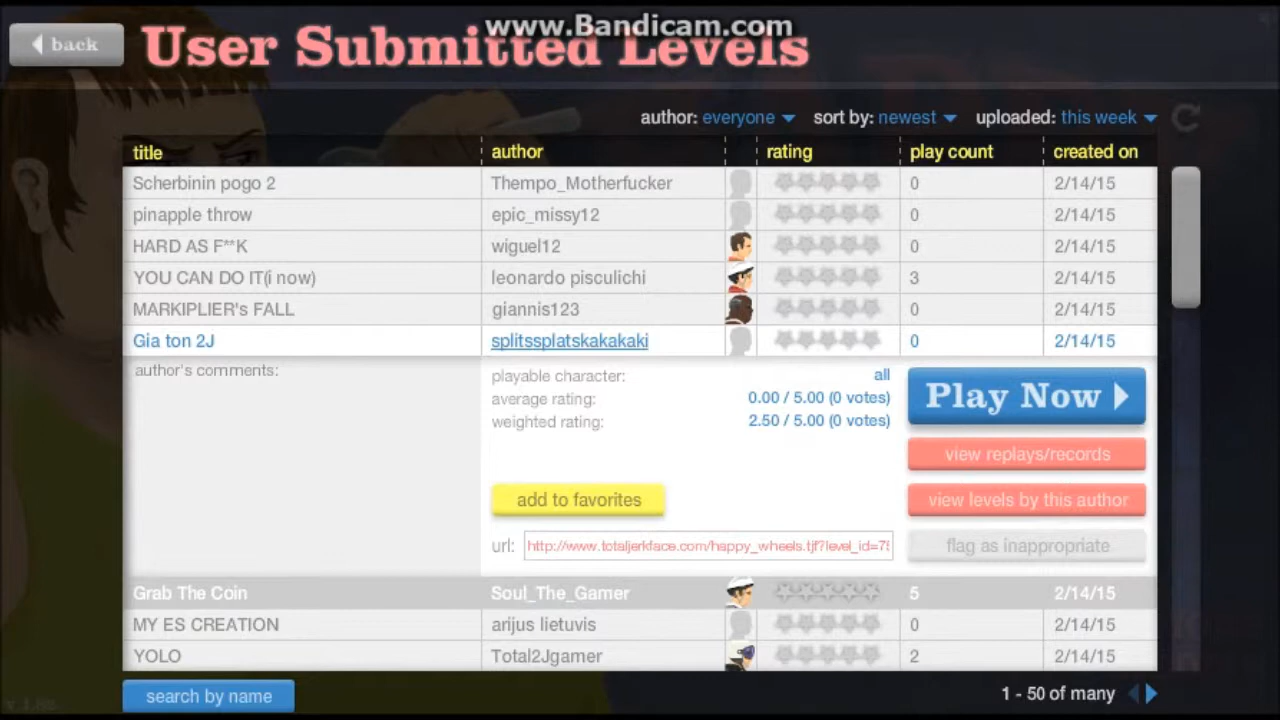 www.Bandicam.com
back
User Submitted Levels
author: everyone sort by: newest uploaded: this week
title author rating play count created on
Scherbinin pogo 2 Thempo_Motherfucker 0 2/14/15
pinapple throw epic_missy12 0 2/14/15
HARD AS F**K wiguel12 0 2/14/15
YOU CAN DO IT(i now) leonardo pisculichi 3 2/14/15
MARKIPLIER's FALL giannis123 0 2/14/15
Gia ton 2J splitssplatskakakaki 0 2/14/15
author's comments:
playable character: all
average rating: 0.00 / 5.00 (0 votes)
weighted rating: 2.50 / 5.00 (0 votes)
Play Now
view replays/records
add to favorites
view levels by this author
url: http://www.totaljerkface.com/happy_wheels.tjf?level_id=7
flag as inappropriate
Grab The Coin Soul_The_Gamer 5 2/14/15
MY ES CREATION arijus lietuvis 0 2/14/15
YOLO Total2Jgamer 2 2/14/15
search by name
1 - 50 of many